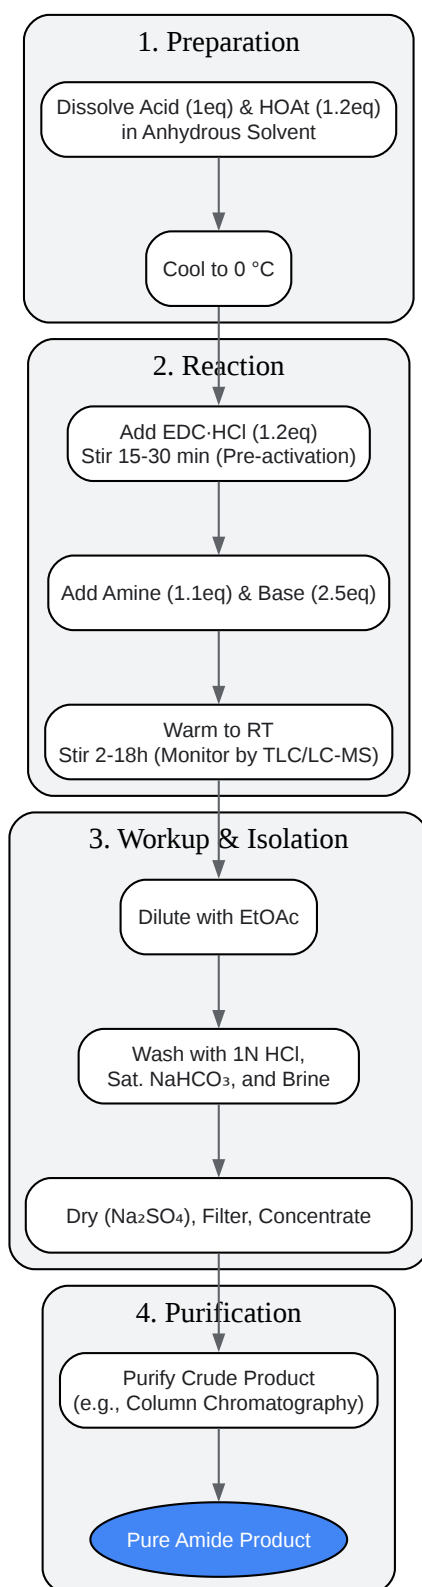 1. Preparation
Dissolve Acid (1eq) & HOAt (1.2eq)
in Anhydrous Solvent
Cool to 0 °C
2. Reaction
Add EDC·HCl (1.2eq)
Stir 15-30 min (Pre-activation)
Add Amine (1.1eq) & Base (2.5eq)
Warm to RT
Stir 2-18h (Monitor by TLC/LC-MS)
3. Workup & Isolation
Dilute with EtOAc
Wash with 1N HCl,
Sat. NaHCO₃, and Brine
Dry (Na₂SO₄), Filter, Concentrate
4. Purification
Purify Crude Product
(e.g., Column Chromatography)
Pure Amide Product